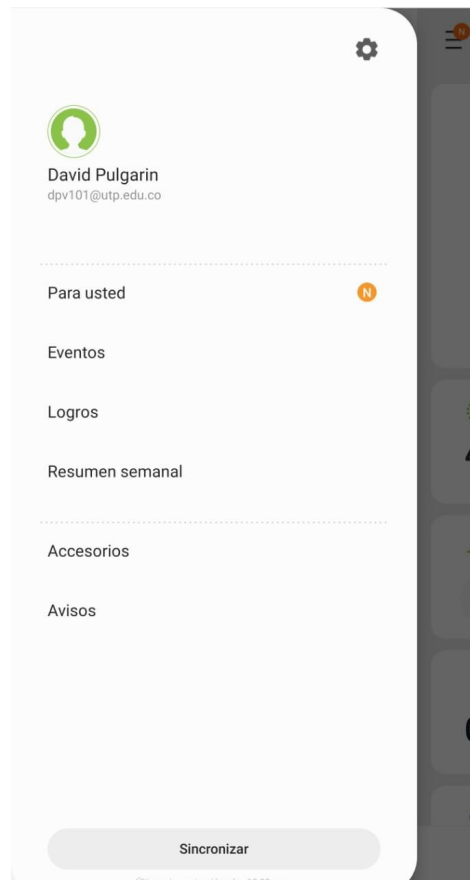 N
David Pulgarin
dpv101@utp.edu.co
Para usted N
Eventos
Logros
Resumen semanal
Accesorios
Avisos
Sincronizar